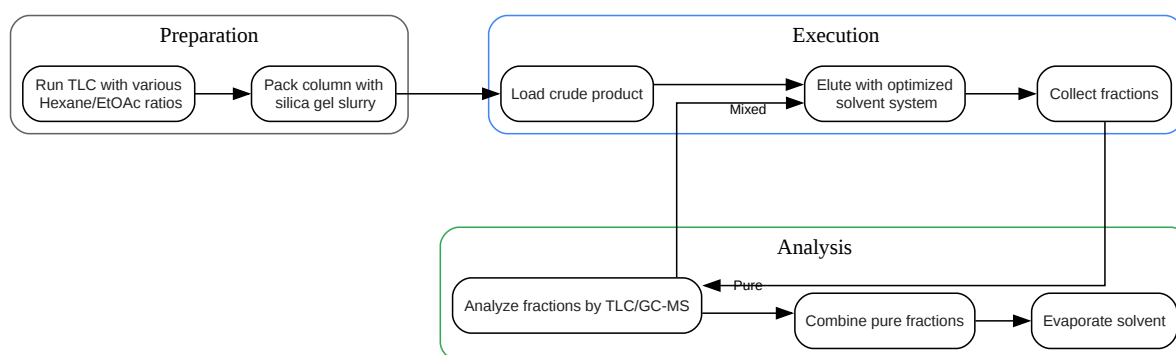 Preparation
Run TLC with various
Hexane/EtOAc ratios
Pack column with
silica gel slurry
Execution
Load crude product
Mixed
Elute with optimized
solvent system
Collect fractions
Analysis
Analyze fractions by TLC/GC-MS
Pure
Combine pure fractions
Evaporate solvent